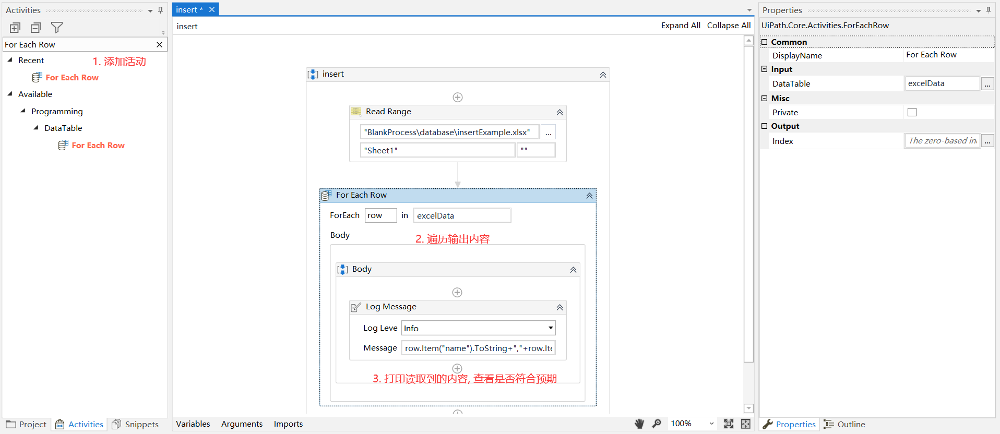 Activities
For Each Row
Recent
1. 添加活动
For Each Row
Available
Programming
DataTable
For Each Row
Project
Activities
Snippets
insert *
insert
Expand All
Collapse All
insert
Read Range
"BlankProcess\database\insertExample.xlsx"
...
"Sheet1"
""
For Each Row
ForEach
row
in
excelData
Body
2. 遍历输出内容
Body
Log Message
Log Leve
Info
Message
row.Item("name").ToString+","+row.Ite
3. 打印读取到的内容, 查看是否符合预期
Variables
Arguments
Imports
100%
Properties
UiPath.Core.Activities.ForEachRow
Common
DisplayName
For Each Row
Input
DataTable
excelData
...
Misc
Private
Output
Index
The zero-based in
...
Properties
Outline